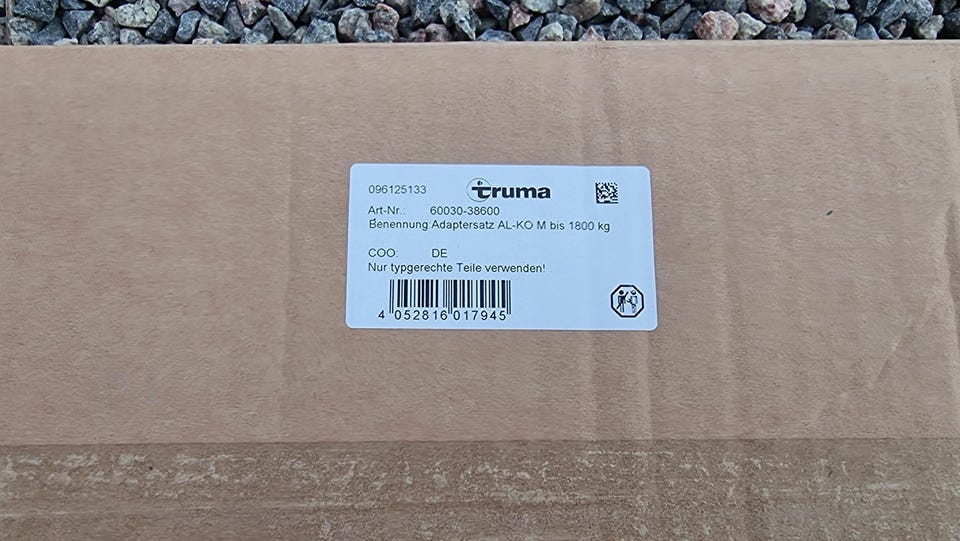 096125133 truma
Art-Nr.: 60030-38600
Benennung:Adaptersatz AL-KO M bis 1800 kg
COO: DE
Nur typgerechte Teile verwenden!
4 052816 017945